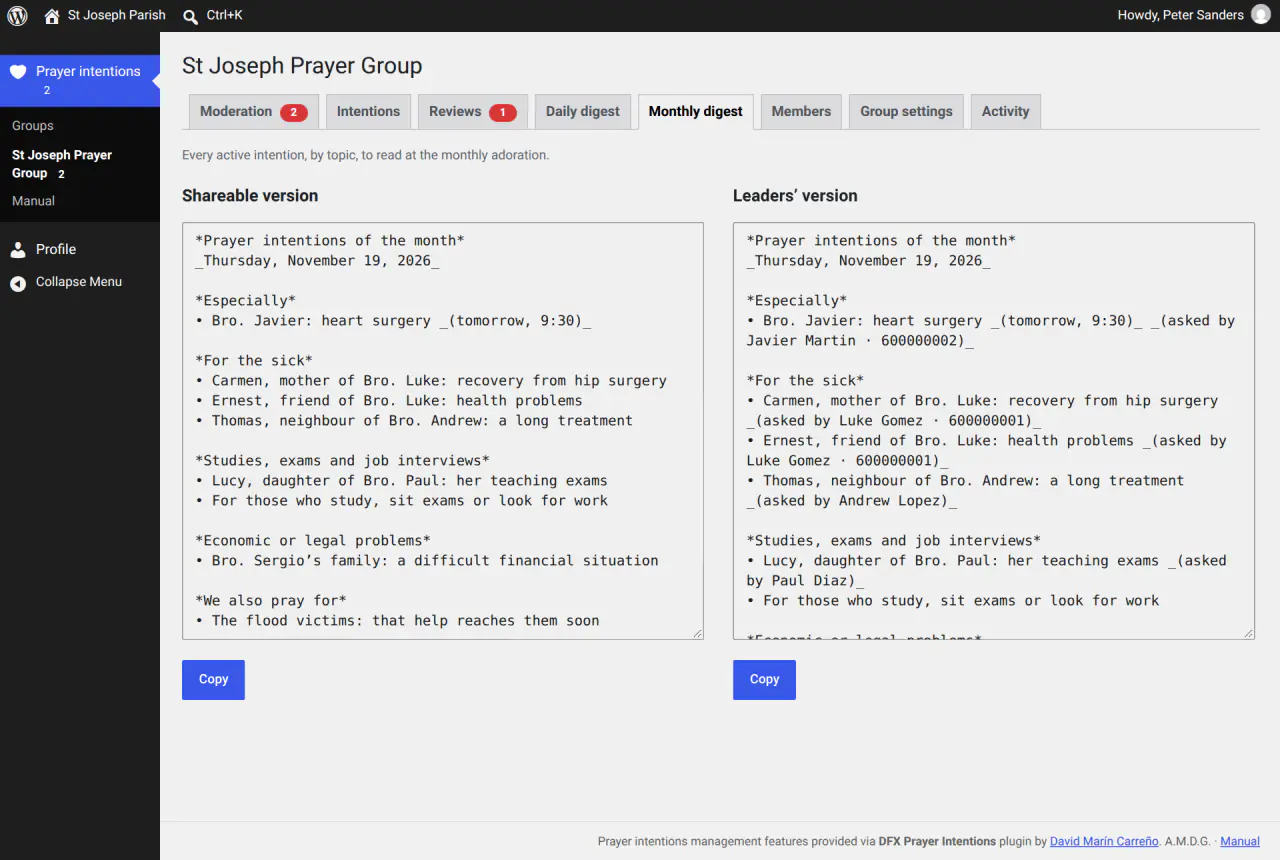 St Joseph Parish
Ctrl+K
Howdy, Peter Sanders
Prayer intentions
2
Groups
St Joseph Prayer
Group 2
Manual
Profile
Collapse Menu
St Joseph Prayer Group
Moderation 2
Intentions
Reviews 1
Daily digest
Monthly digest
Members
Group settings
Activity
Every active intention, by topic, to read at the monthly adoration.
Shareable version
*Prayer intentions of the month*
_Thursday, November 19, 2026_
*Especially*
• Bro. Javier: heart surgery _(tomorrow, 9:30)_
*For the sick*
• Carmen, mother of Bro. Luke: recovery from hip surgery
• Ernest, friend of Bro. Luke: health problems
• Thomas, neighbour of Bro. Andrew: a long treatment
*Studies, exams and job interviews*
• Lucy, daughter of Bro. Paul: her teaching exams
• For those who study, sit exams or look for work
*Economic or legal problems*
• Bro. Sergio’s family: a difficult financial situation
*We also pray for*
• The flood victims: that help reaches them soon
Copy
Leaders’ version
*Prayer intentions of the month*
_Thursday, November 19, 2026_
*Especially*
• Bro. Javier: heart surgery _(tomorrow, 9:30)_ _(asked by
Javier Martin · 600000002)_
*For the sick*
• Carmen, mother of Bro. Luke: recovery from hip surgery
_(asked by Luke Gomez · 600000001)_
• Ernest, friend of Bro. Luke: health problems _(asked by
Luke Gomez · 600000001)_
• Thomas, neighbour of Bro. Andrew: a long treatment
_(asked by Andrew Lopez)_
*Studies, exams and job interviews*
• Lucy, daughter of Bro. Paul: her teaching exams _(asked
by Paul Diaz)_
• For those who study, sit exams or look for work
*Economic or legal problems*
Copy
Prayer intentions management features provided via DFX Prayer Intentions plugin by David Marín Carreño. A.M.D.G. · Manual